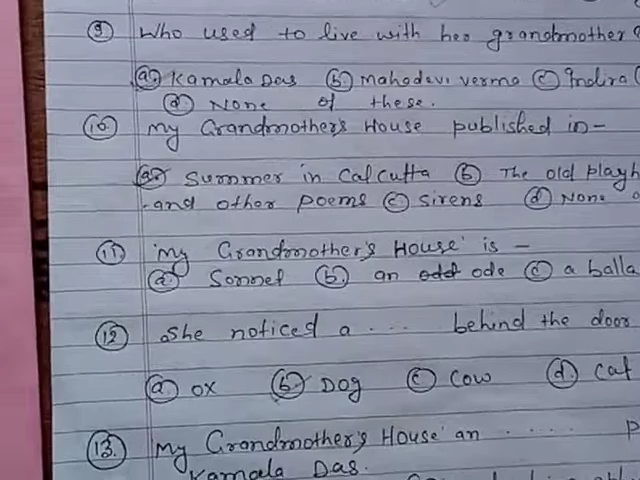 9) Who used to live with her grandmother?
(a) Kamala Das (b) Mahadevi verma (c) Indira (
(d) None of these.
10) My Grandmother's House published in -
(a) Summer in Calcutta (b) The old playh
and other poems (c) Sirens (d) None o
11) 'My Grandmother's House' is -
(a) Sonnet (b) an ode (c) a balla
12) She noticed a ... behind the door.
(a) ox (b) Dog (c) Cow (d) Cat
13. My Grandmother's House' an ..... P
Kamala Das.